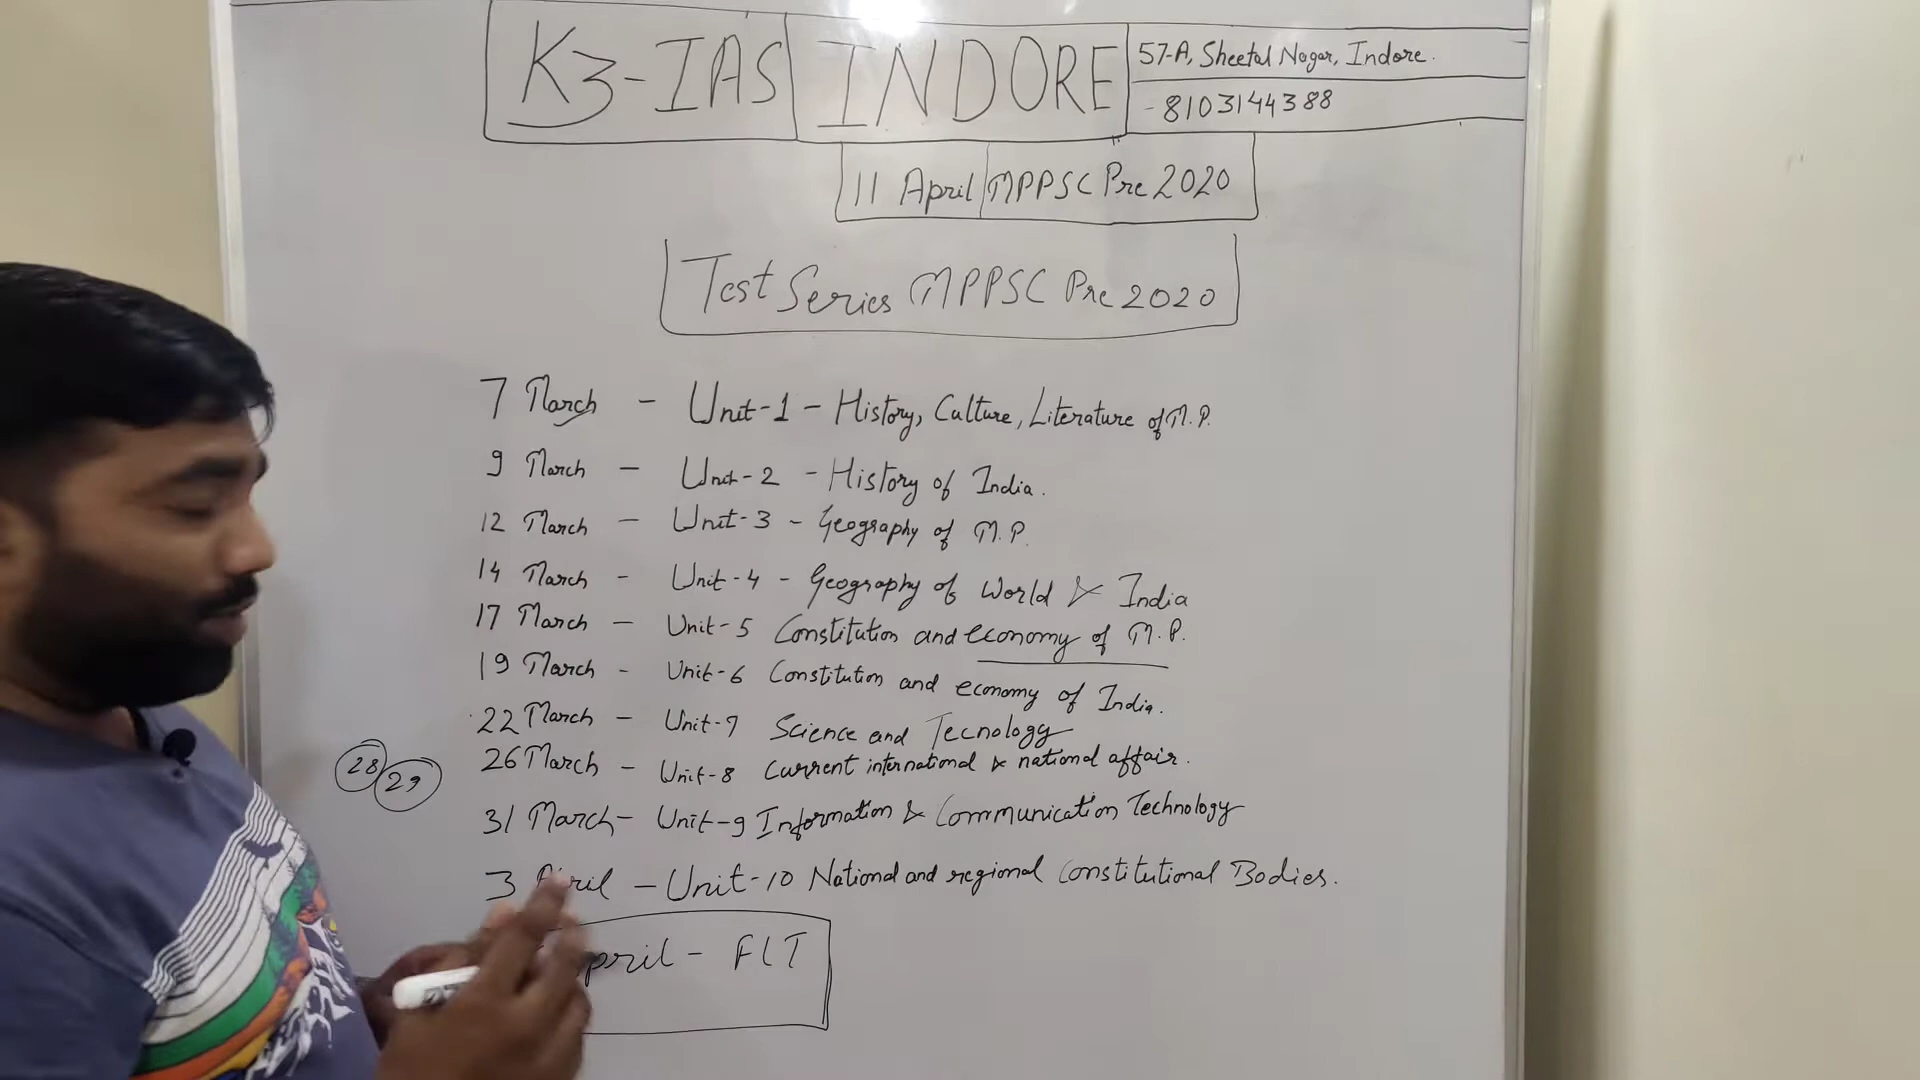 K3-IAS INDORE
57-A, Sheetal Nagar, Indore.
- 8103144388
11 April MPPSC Pre 2020
Test Series MPPSC Pre 2020
7 March - Unit-1 - History, Culture, Literature of M.P.
9 March - Unit-2 - History of India.
12 March - Unit-3 - Geography of M.P.
14 March - Unit-4 - Geography of World & India
17 March - Unit-5 Constitution and economy of M.P.
19 March - Unit-6 Constitution and economy of India.
22 March - Unit-7 Science and Tecnology
28 29
26 March - Unit-8 Current international & national affair.
31 March - Unit-9 Information & Communication Technology
3 April - Unit-10 National and regional Constitutional Bodies.
April - FLT